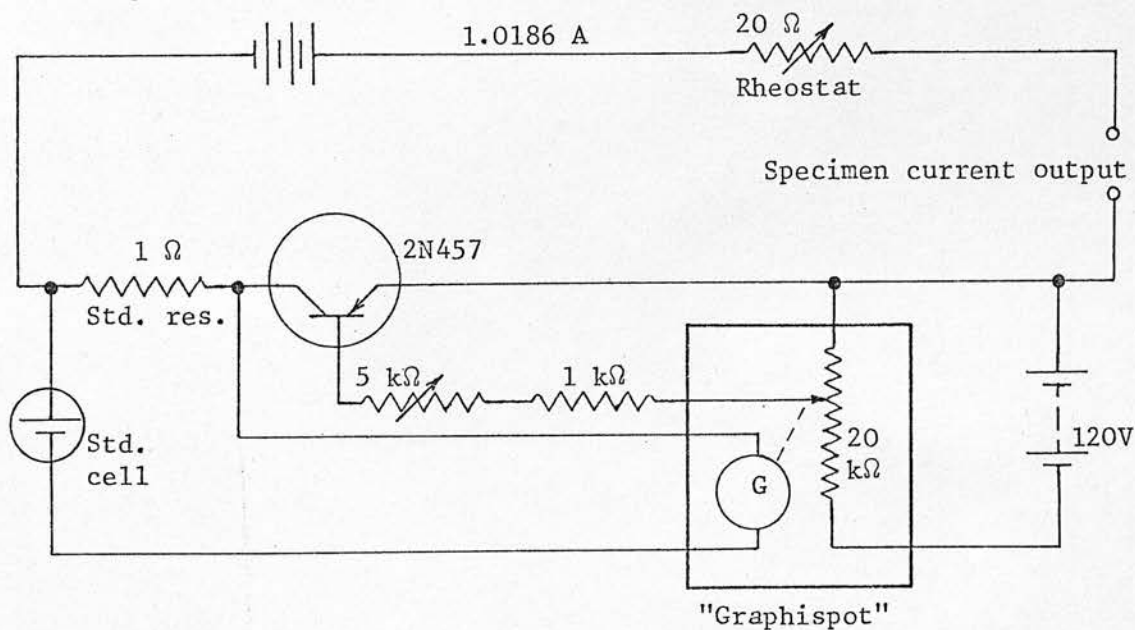 1.0186 A
20 Ω
Rheostat
Specimen current output
1 Ω
Std. res.
2N457
5 kΩ
1 kΩ
Std.
cell
G
20
kΩ
120V
"Graphispot"